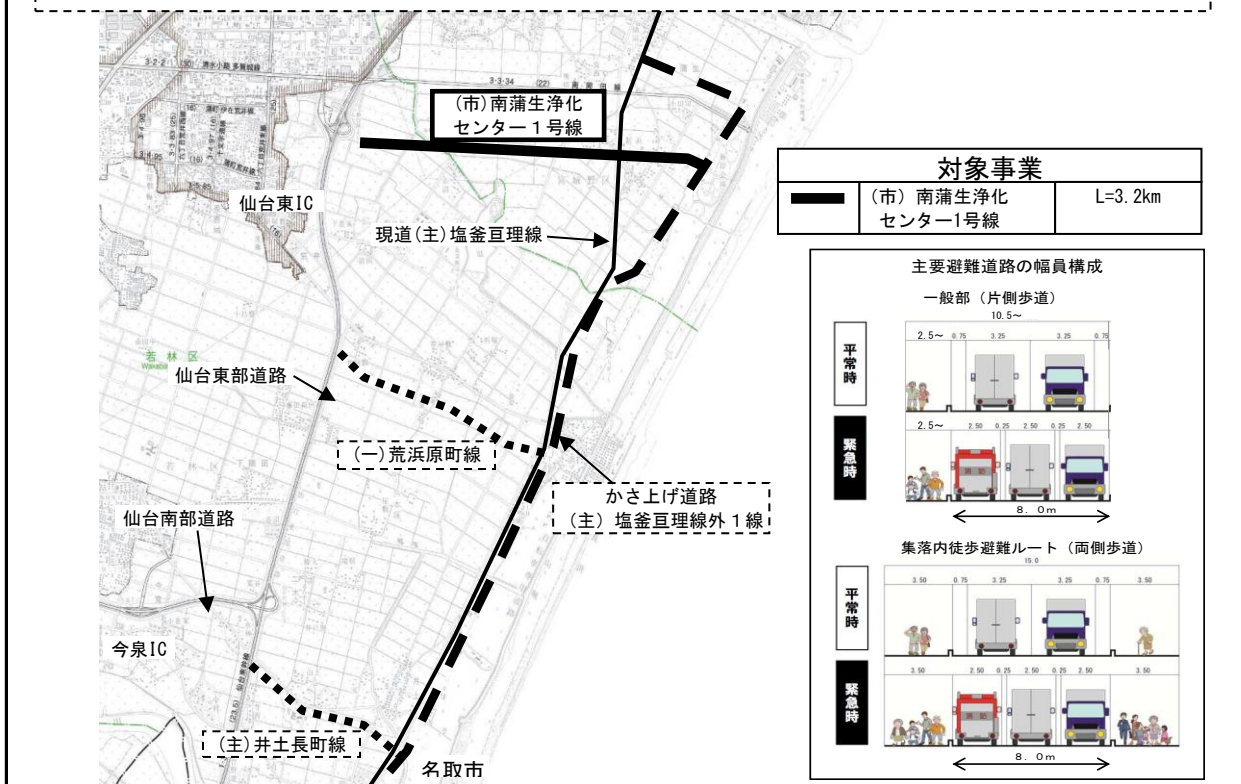 3-2-2
3-3-34
(22)
(市)南蒲生浄化
センター１号線
仙台東IC
現道(主)塩釜亘理線
若林区
仙台東部道路
(一)荒浜原町線
かさ上げ道路
(主) 塩釜亘理線外１線
仙台南部道路
今泉IC
(主)井土長町線
名取市
対象事業
(市) 南蒲生浄化
センター1号線
L=3.2km
主要避難道路の幅員構成
一般部（片側歩道）
10.5～
平常時
2.5～ 0.75 3.25 3.25 0.75
緊急時
2.5～ 2.50 0.25 2.50 0.25 2.50
8.0m
集落内徒歩避難ルート（両側歩道）
15.0
平常時
3.50 0.75 3.25 3.25 0.75 3.50
緊急時
3.50 2.50 0.25 2.50 0.25 2.50 3.50
8.0m